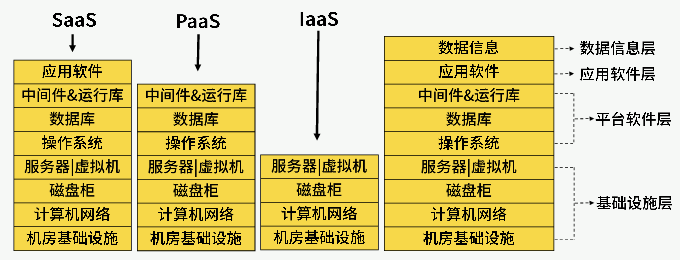 SaaS
应用软件
中间件&运行库
数据库
操作系统
服务器|虚拟机
磁盘柜
计算机网络
机房基础设施
PaaS
中间件&运行库
数据库
操作系统
服务器|虚拟机
磁盘柜
计算机网络
机房基础设施
IaaS
服务器|虚拟机
磁盘柜
计算机网络
机房基础设施
数据信息
应用软件
中间件&运行库
数据库
操作系统
服务器|虚拟机
磁盘柜
计算机网络
机房基础设施
数据信息层
应用软件层
平台软件层
基础设施层